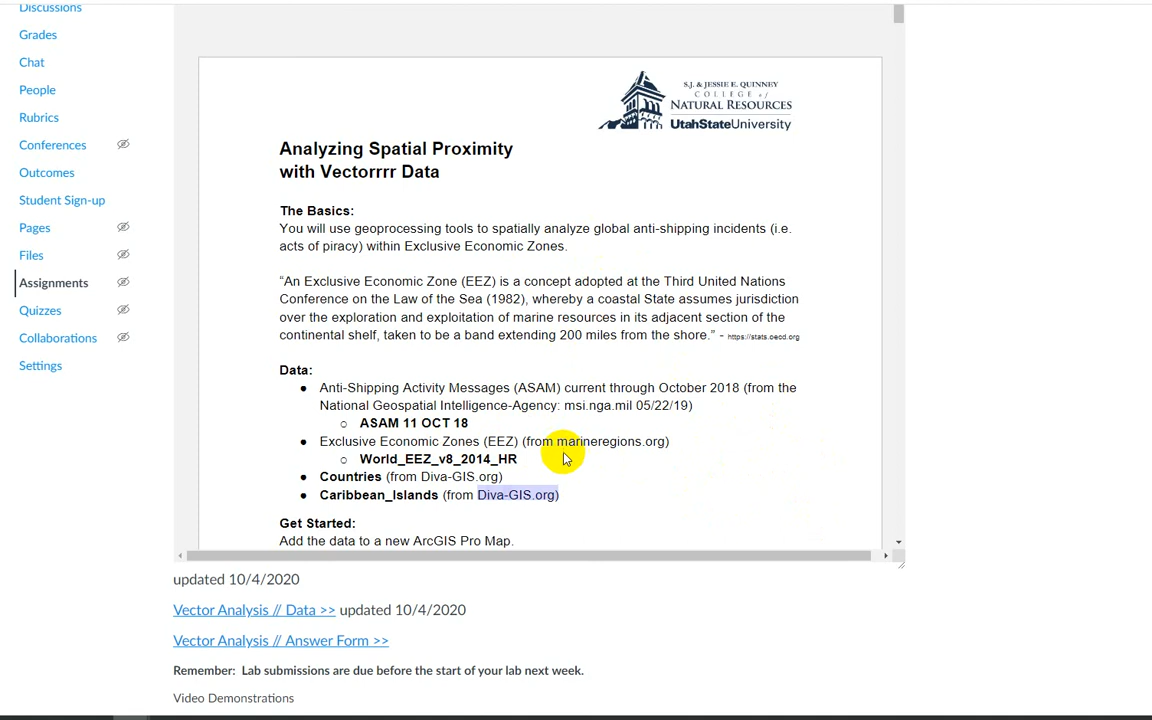 Discussions
Grades
Chat
People
Rubrics
Conferences
Outcomes
Student Sign-up
Pages
Files
Assignments
Quizzes
Collaborations
Settings
S.J. & JESSIE E. QUINNEY
COLLEGE of
NATURAL RESOURCES
UtahStateUniversity
Analyzing Spatial Proximity
with Vectorrrr Data
The Basics:
You will use geoprocessing tools to spatially analyze global anti-shipping incidents (i.e.
acts of piracy) within Exclusive Economic Zones.
“An Exclusive Economic Zone (EEZ) is a concept adopted at the Third United Nations
Conference on the Law of the Sea (1982), whereby a coastal State assumes jurisdiction
over the exploration and exploitation of marine resources in its adjacent section of the
continental shelf, taken to be a band extending 200 miles from the shore.” - https://stats.oecd.org
Data:
● Anti-Shipping Activity Messages (ASAM) current through October 2018 (from the
National Geospatial Intelligence-Agency: msi.nga.mil 05/22/19)
○ ASAM 11 OCT 18
● Exclusive Economic Zones (EEZ) (from marineregions.org)
○ World_EEZ_v8_2014_HR
● Countries (from Diva-GIS.org)
● Caribbean_Islands (from Diva-GIS.org)
Get Started:
Add the data to a new ArcGIS Pro Map.
updated 10/4/2020
Vector Analysis // Data >> updated 10/4/2020
Vector Analysis // Answer Form >>
Remember: Lab submissions are due before the start of your lab next week.
Video Demonstrations